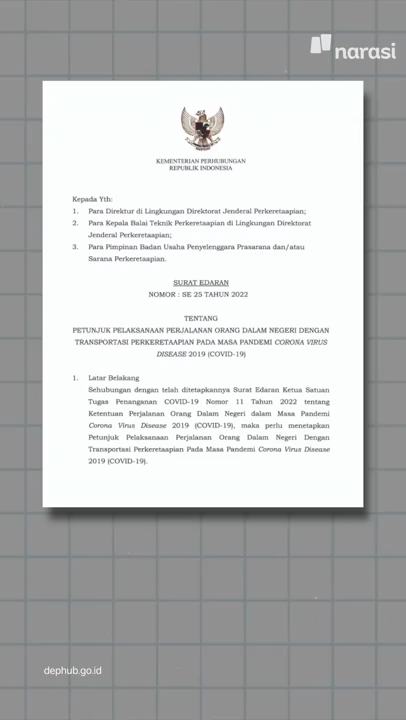 narasi
KEMENTERIAN PERHUBUNGAN
REPUBLIK INDONESIA
Kepada Yth:
1. Para Direktur di Lingkungan Direktorat Jenderal Perkeretaapian;
2. Para Kepala Balai Teknik Perkeretaapian di Lingkungan Direktorat
Jenderal Perkeretaapian;
3. Para Pimpinan Badan Usaha Penyelenggara Prasarana dan/atau
Sarana Perkeretaapian.
SURAT EDARAN
NOMOR : SE 25 TAHUN 2022
TENTANG
PETUNJUK PELAKSANAAN PERJALANAN ORANG DALAM NEGERI DENGAN
TRANSPORTASI PERKERETAAPIAN PADA MASA PANDEMI CORONA VIRUS
DISEASE 2019 (COVID-19)
1. Latar Belakang
Sehubungan dengan telah ditetapkannya Surat Edaran Ketua Satuan
Tugas Penanganan COVID-19 Nomor 11 Tahun 2022 tentang
Ketentuan Perjalanan Orang Dalam Negeri dalam Masa Pandemi
Corona Virus Disease 2019 (COVID-19), maka perlu menetapkan
Petunjuk Pelaksanaan Perjalanan Orang Dalam Negeri Dengan
Transportasi Perkeretaapian Pada Masa Pandemi Corona Virus Disease
2019 (COVID-19).
dephub.go.id